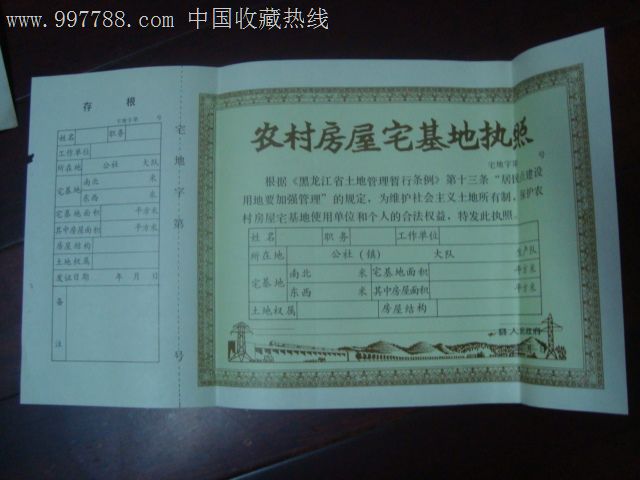 www.997788.com 中国收藏热线
存根
宅地字第 号
姓名 职务
工作单位
所在地 公社 大队
宅基地 南北 米
东西 米
宅基地面积 平方米
其中房屋面积 平方米
房屋结构
土地权属
发证日期 年 月 日
备注
宅地字第 号
农村房屋宅基地执照
宅地字第 号
根据《黑龙江省土地管理暂行条例》第十三条“居民点建设
用地要加强管理”的规定，为维护社会主义土地所有制，保护农
村房屋宅基地使用单位和个人的合法权益，特发此执照。
姓名 职务 工作单位
所在地 公社（镇） 大队 生产队
宅基地 南北 米 宅基地面积 平方米
东西 米 其中房屋面积 平方米
土地权属 房屋结构
县人民政府